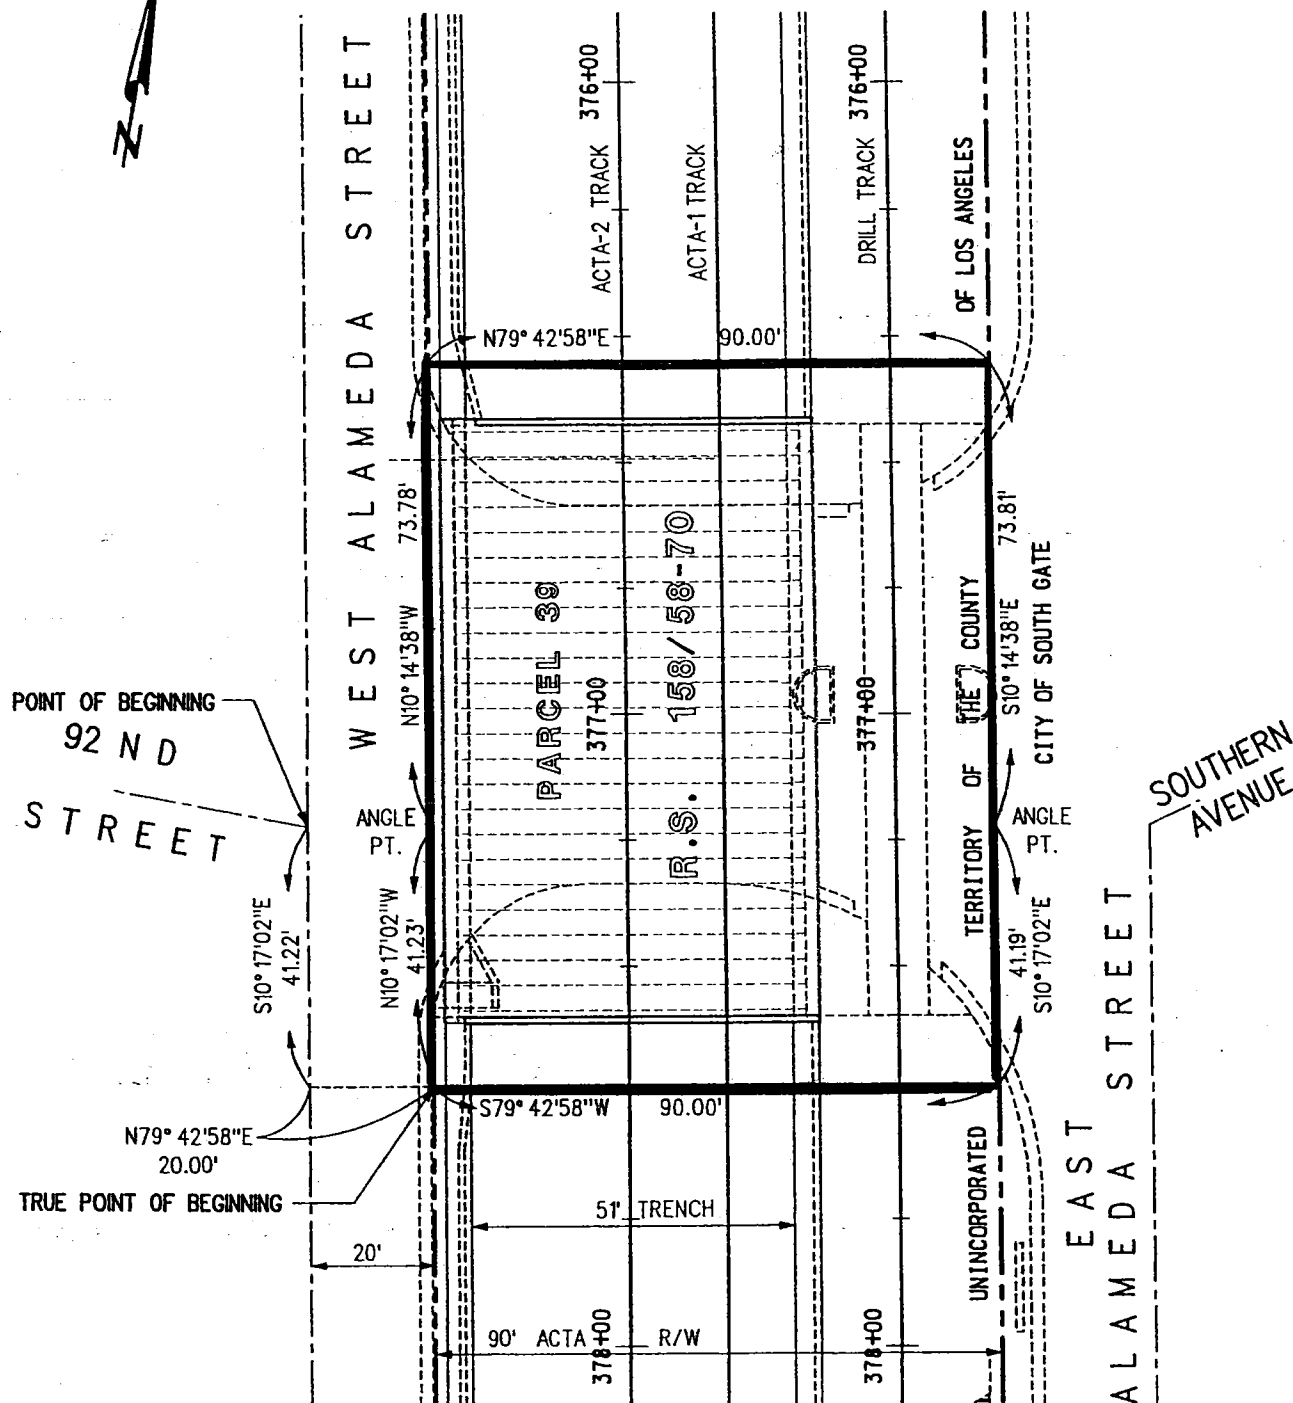 N
WEST ALAMEDA STREET
376+00
376+00
ACTA-2 TRACK
ACTA-1 TRACK
DRILL TRACK
OF LOS ANGELES
N79° 42'58"E
90.00'
73.78'
N10° 14'38"W
73.81'
S10° 14'38"E
PARCEL 39
R.S. 158/58-70
377+00
377+00
TERRITORY OF THE COUNTY
CITY OF SOUTH GATE
POINT OF BEGINNING
92 ND
STREET
SOUTHERN
AVENUE
ANGLE
PT.
ANGLE
PT.
S10° 17'02"E
41.22'
N10° 17'02"W
41.23'
41.19'
S10° 17'02"E
S79° 42'58"W
90.00'
N79° 42'58"E
20.00'
TRUE POINT OF BEGINNING
51' TRENCH
20'
90' ACTA R/W
378+00
378+00
UNINCORPORATED
EAST
ALAMEDA STREET